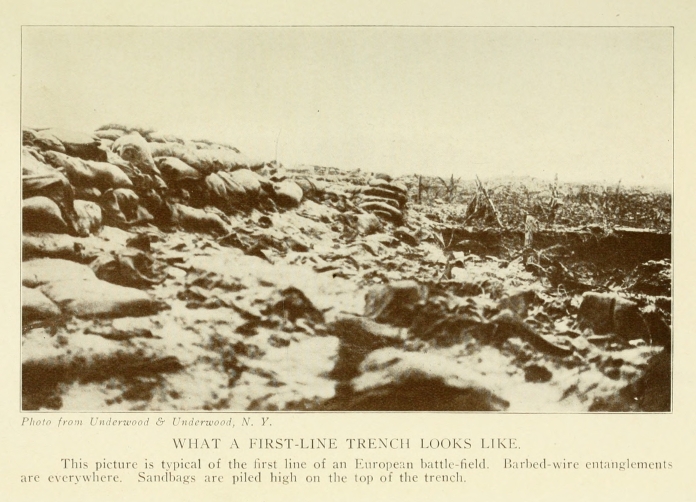 Photo from Underwood & Underwood, N. Y.
WHAT A FIRST-LINE TRENCH LOOKS LIKE.
This picture is typical of the first line of an European battle-field. Barbed-wire entanglements
are everywhere. Sandbags are piled high on the top of the trench.